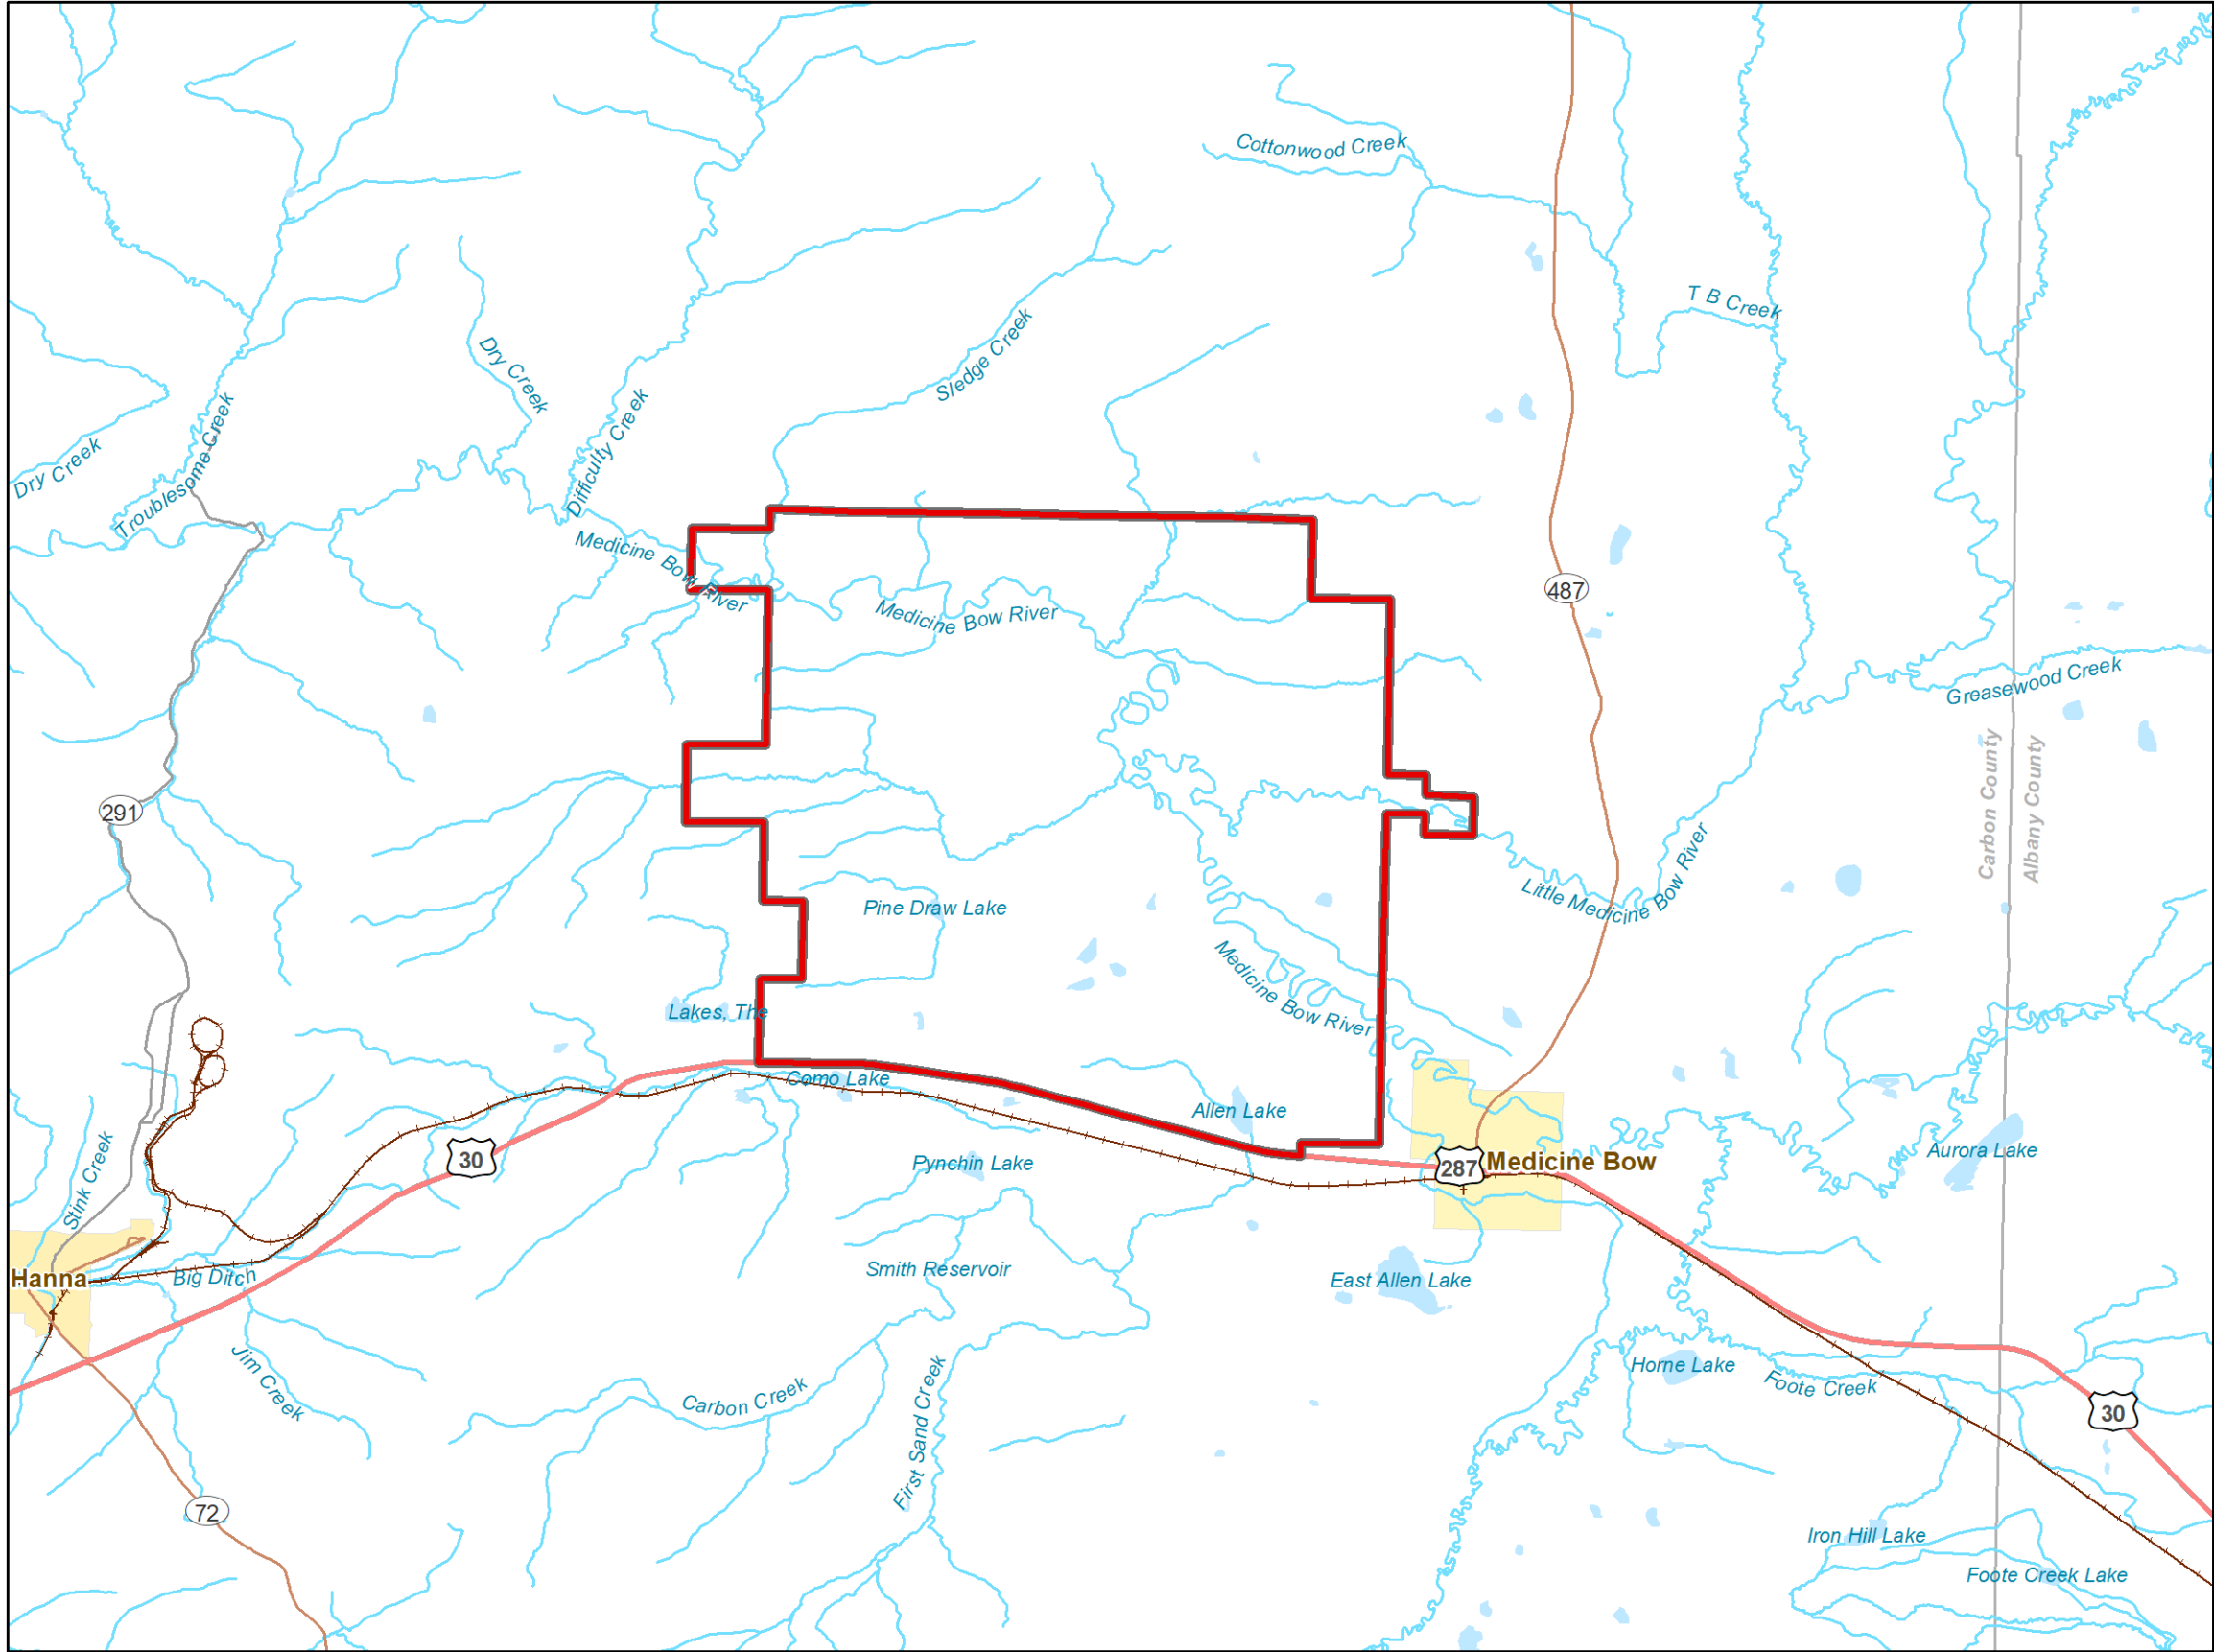 Cottonwood Creek
T B Creek
Sledge Creek
Dry Creek
Difficulty Creek
Troublesome Creek
Dry Creek
Medicine Bow River
Medicine Bow River
487
Greasewood Creek
Carbon County
Albany County
291
Little Medicine Bow River
Pine Draw Lake
Medicine Bow River
Lakes, The
Como Lake
Allen Lake
Stink Creek
30
Pynchin Lake
287
Medicine Bow
Aurora Lake
Hanna
Big Ditch
Smith Reservoir
East Allen Lake
Jim Creek
Carbon Creek
First Sand Creek
Horne Lake
Foote Creek
30
72
Iron Hill Lake
Foote Creek Lake